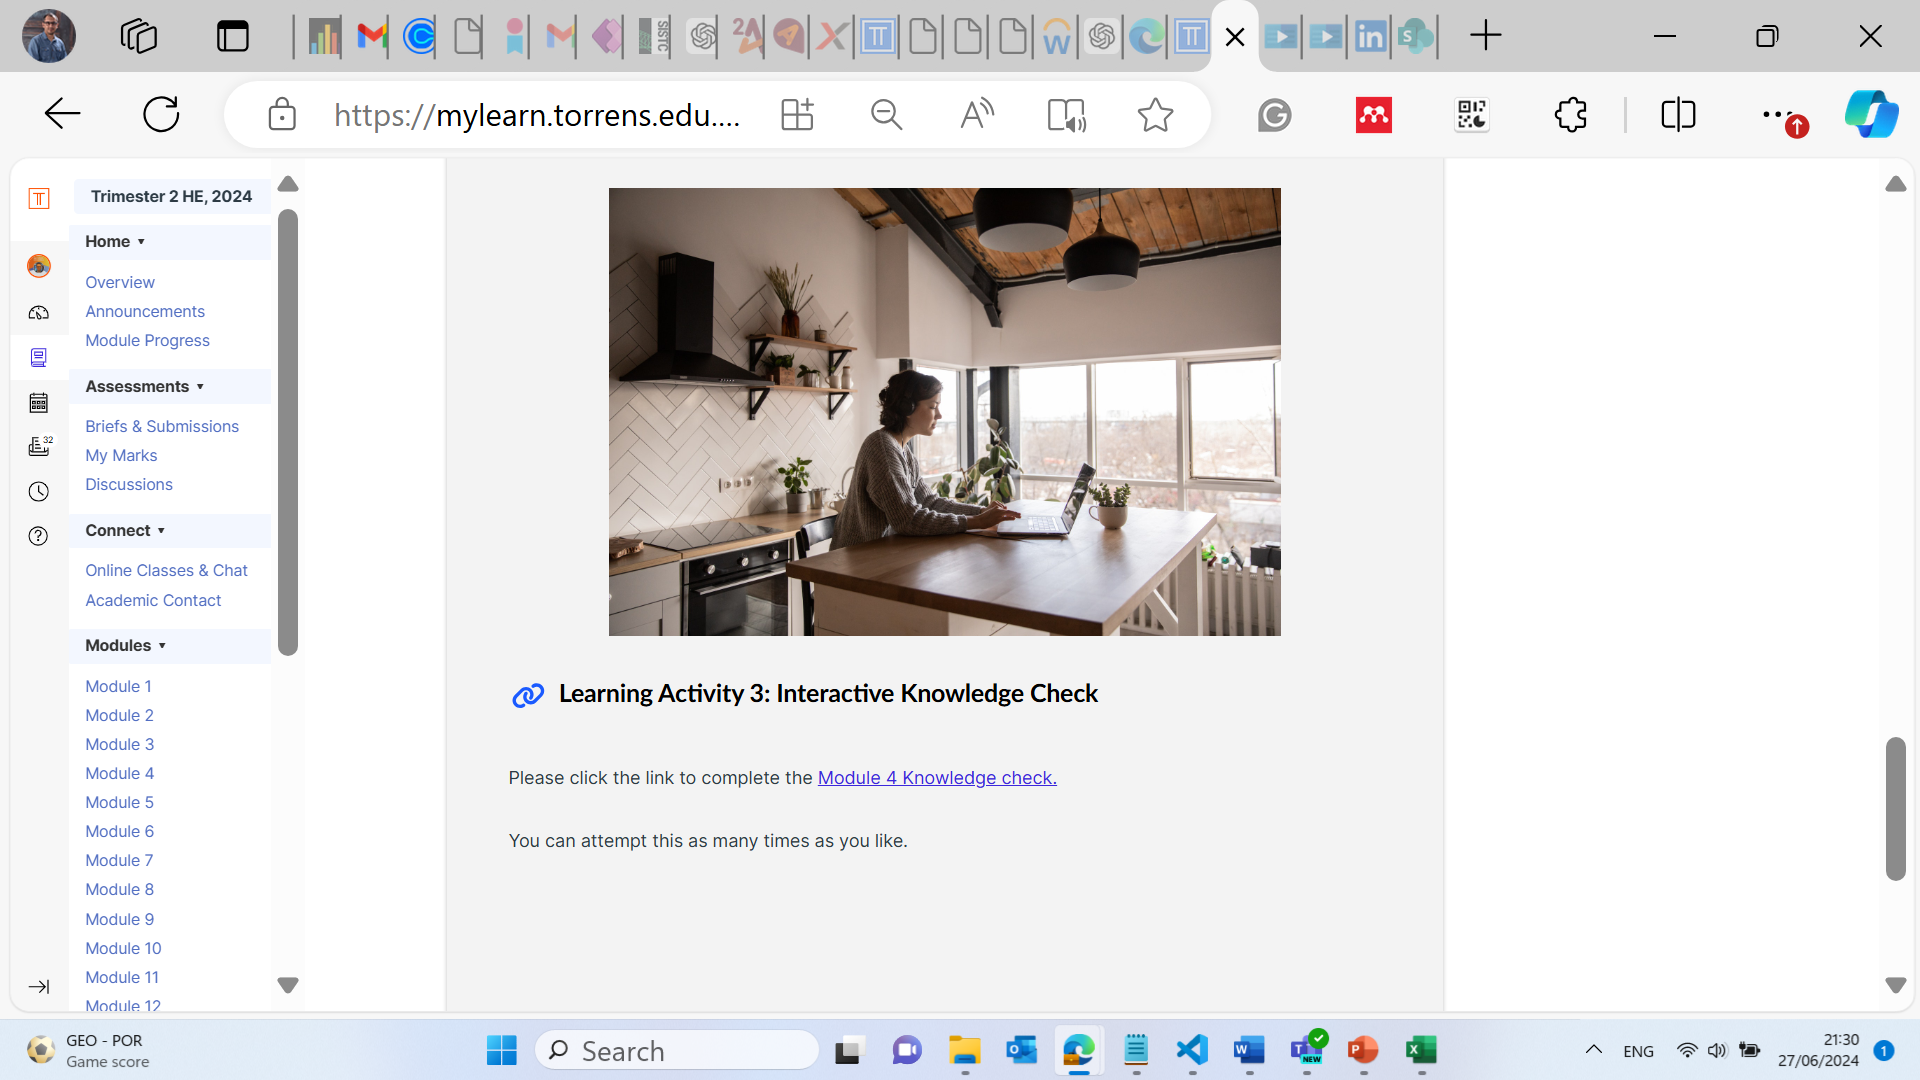 https://mylearn.torrens.edu....
Trimester 2 HE, 2024
Home
Overview
Announcements
Module Progress
Assessments
Briefs & Submissions
My Marks
Discussions
Connect
Online Classes & Chat
Academic Contact
Modules
Module 1
Module 2
Module 3
Module 4
Module 5
Module 6
Module 7
Module 8
Module 9
Module 10
Module 11
Module 12
32
Learning Activity 3: Interactive Knowledge Check
Please click the link to complete the Module 4 Knowledge check.
You can attempt this as many times as you like.
GEO - POR
Game score
Search
NEW
ENG
21:30
27/06/2024
1